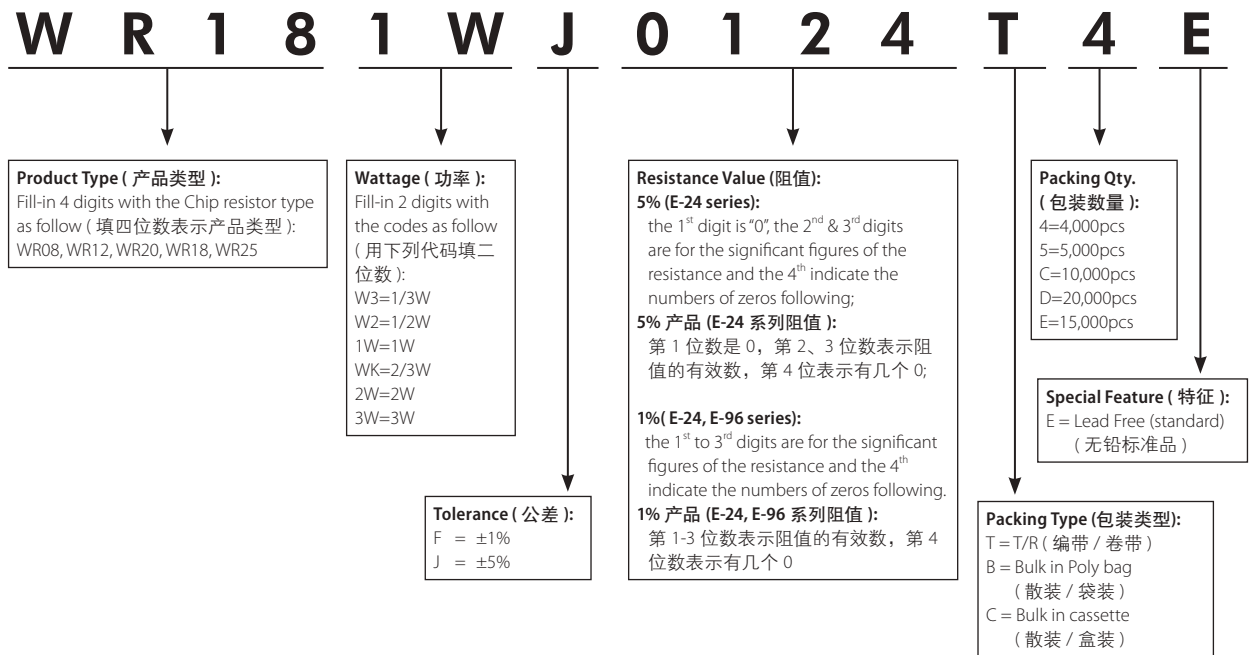 W R 1 8 1 W J 0 1 2 4 T 4 E
Product Type ( 产品类型 ):
Fill-in 4 digits with the Chip resistor type
as follow ( 填四位数表示产品类型 ):
WR08, WR12, WR20, WR18, WR25
Wattage ( 功率 ):
Fill-in 2 digits with
the codes as follow
( 用下列代码填二
位数 ):
W3=1/3W
W2=1/2W
1W=1W
WK=2/3W
2W=2W
3W=3W
Tolerance ( 公差 ):
F = ±1%
J = ±5%
Resistance Value (阻值):
5% (E-24 series):
the 1st digit is “0”, the 2nd & 3rd digits
are for the significant figures of the
resistance and the 4th indicate the
numbers of zeros following;
5% 产品 (E-24 系列阻值 ):
第 1 位数是 0，第 2、3 位数表示阻
值的有效数，第 4 位表示有几个 0;
1%( E-24, E-96 series):
the 1st to 3rd digits are for the significant
figures of the resistance and the 4th
indicate the numbers of zeros following.
1% 产品 (E-24, E-96 系列阻值 ):
第 1-3 位数表示阻值的有效数，第 4
位数表示有几个 0
Packing Qty.
( 包装数量 ):
4=4,000pcs
5=5,000pcs
C=10,000pcs
D=20,000pcs
E=15,000pcs
Special Feature ( 特征 ):
E = Lead Free (standard)
( 无铅标准品 )
Packing Type (包装类型):
T = T/R ( 编带 / 卷带 )
B = Bulk in Poly bag
( 散装 / 袋装 )
C = Bulk in cassette
( 散装 / 盒装 )